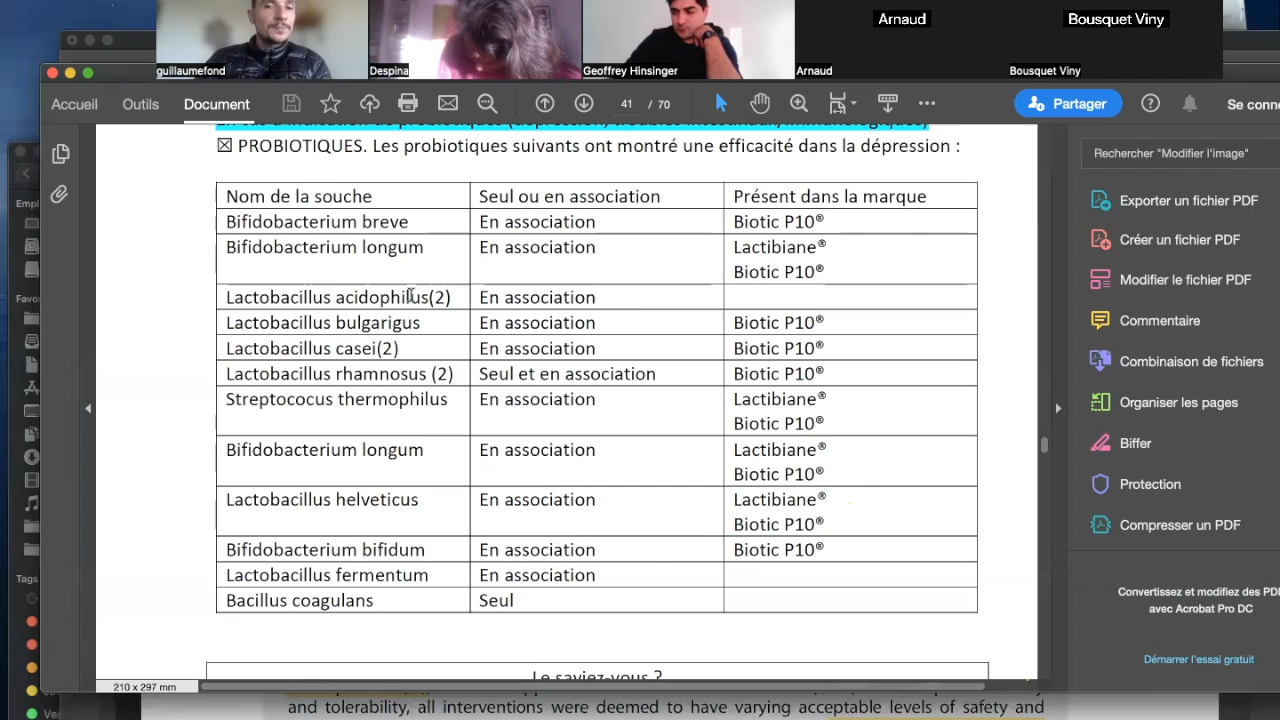 Arnaud
Bousquet Viny
guillaumefond
Despina
Geoffrey Hinsinger
Arnaud
Bousquet Viny
Accueil
Outils
Document
41 / 70
Partager
Se conne
☒ PROBIOTIQUES. Les probiotiques suivants ont montré une efficacité dans la dépression :
Nom de la souche
Seul ou en association
Présent dans la marque
Bifidobacterium breve
En association
Biotic P10®
Bifidobacterium longum
En association
Lactibiane®
Biotic P10®
Lactobacillus acidophilus(2)
En association
Lactobacillus bulgarigus
En association
Biotic P10®
Lactobacillus casei(2)
En association
Biotic P10®
Lactobacillus rhamnosus (2)
Seul et en association
Biotic P10®
Streptococus thermophilus
En association
Lactibiane®
Biotic P10®
Bifidobacterium longum
En association
Lactibiane®
Biotic P10®
Lactobacillus helveticus
En association
Lactibiane®
Biotic P10®
Bifidobacterium bifidum
En association
Biotic P10®
Lactobacillus fermentum
En association
Bacillus coagulans
Seul
Le saviez-vous ?
210 x 297 mm
and tolerability, all interventions were deemed to have varying acceptable levels of safety and
Rechercher "Modifier l'image"
Exporter un fichier PDF
Créer un fichier PDF
Modifier le fichier PDF
Commentaire
Combinaison de fichiers
Organiser les pages
Biffer
Protection
Compresser un PDF
Convertissez et modifiez des PD
avec Acrobat Pro DC
Démarrer l'essai gratuit
Empl
Favou
Tags